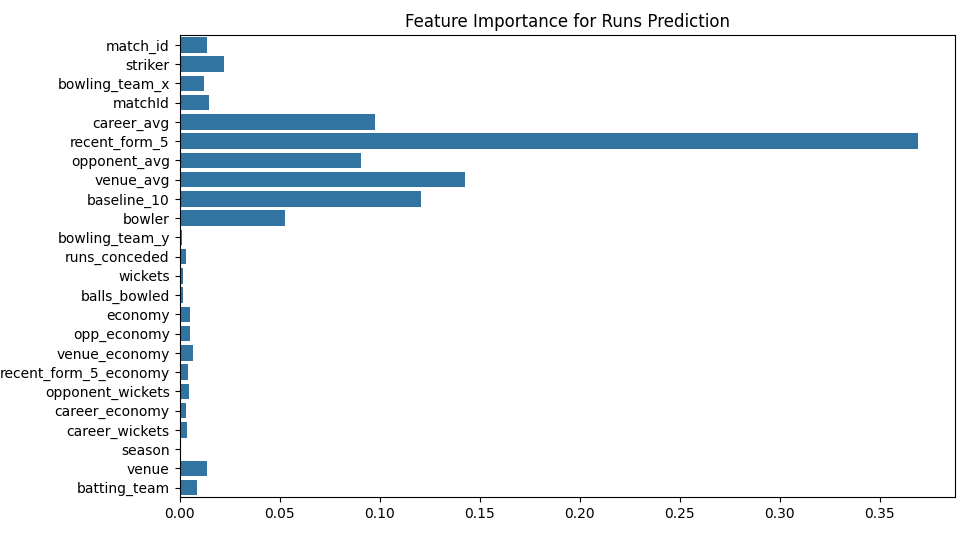 Feature Importance for Runs Prediction
match_id
striker
bowling_team_x
matchId
career_avg
recent_form_5
opponent_avg
venue_avg
baseline_10
bowler
bowling_team_y
runs_conceded
wickets
balls_bowled
economy
opp_economy
venue_economy
recent_form_5_economy
opponent_wickets
career_economy
career_wickets
season
venue
batting_team
0.00 0.05 0.10 0.15 0.20 0.25 0.30 0.35